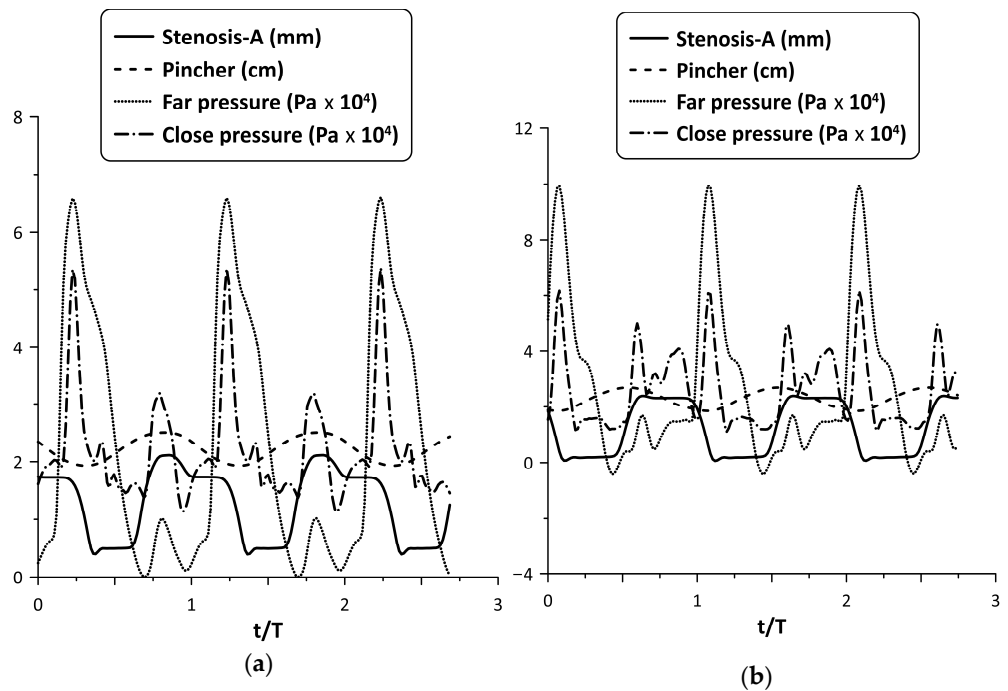 Stenosis-A (mm)
Pincher (cm)
Far pressure (Pa x 10⁴)
Close pressure (Pa x 10⁴)
8
6
4
2
0
0 1 2 3
t/T
(a)
Stenosis-A (mm)
Pincher (cm)
Far pressure (Pa x 10⁴)
Close pressure (Pa x 10⁴)
12
8
4
0
−4
0 1 2 3
t/T
(b)